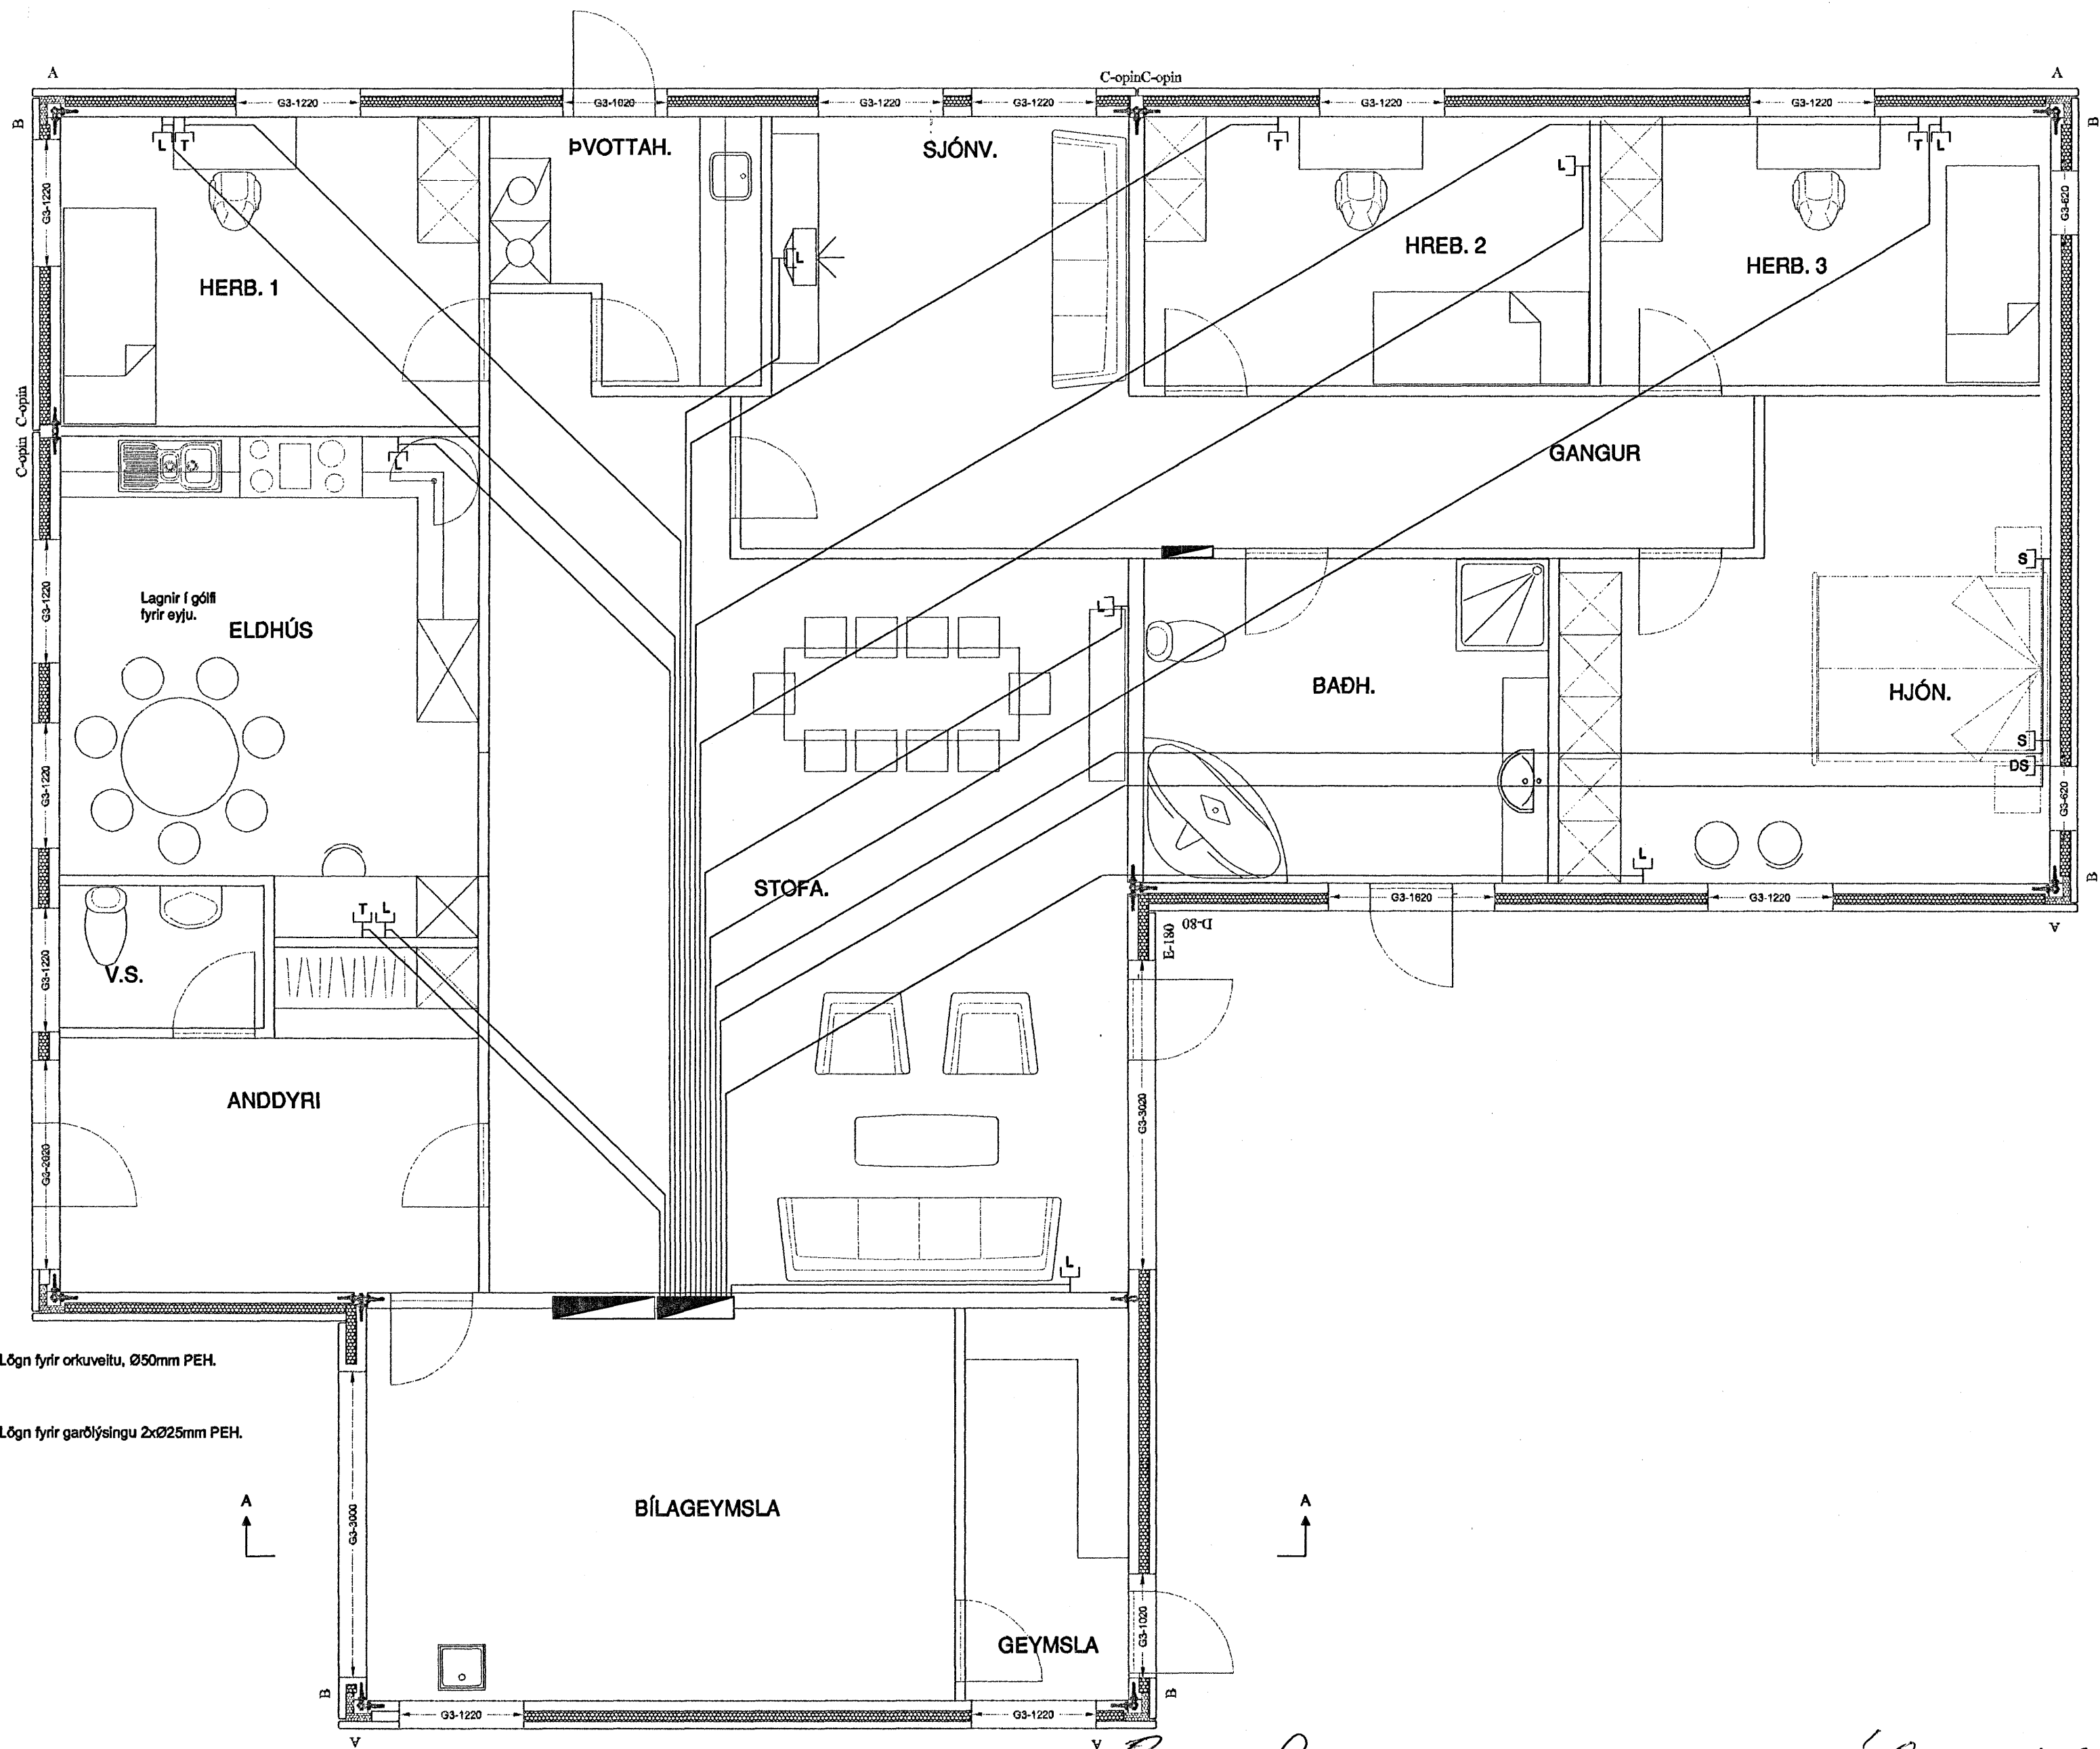 C-opin C-opin
A
A
G3-1220
G3-1020
G3-1220
G3-1220
G3-1220
G3-1220
B
B
L T
ÞVOTTAH.
SJÓNV.
T
L
T L
G3-1220
G3-620
HREB. 2
HERB. 3
L
HERB. 1
C-opin
C-opin
L
GANGUR
S
Lagnir í gólfi
fyrir eyju.
G3-1220
L
ELDHÚS
BAÐH.
HJÓN.
S
DS
G3-1220
G3-620
L
STOFA.
B
G3-1620
G3-1220
T L
D-80
E-180
A
G3-1220
V.S.
ANDDYRI
G3-3020
G3-2020
L
Lögn fyrir orkuveitu, Ø50mm PEH.
Lögn fyrir garðlýsingu 2xØ25mm PEH.
A
A
BÍLAGEYMSLA
G3-3000
GEYMSLA
G3-1020
B
B
G3-1220
G3-1220
A
A